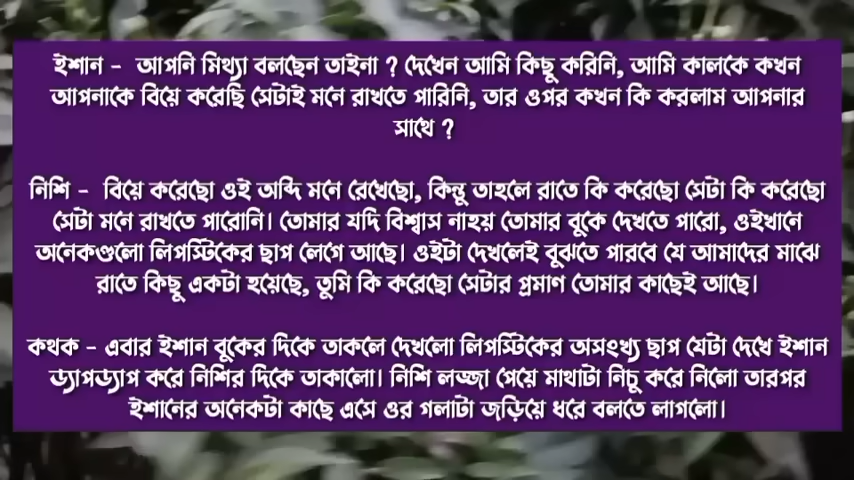 ইশান - আপনি মিথ্যা বলছেন তাইনা ? দেখেন আমি কিছু করিনি, আমি কালকে কখন
আপনাকে বিয়ে করেছি সেটাই মনে রাখতে পারিনি, তার ওপর কখন কি করলাম আপনার
সাথে ?
নিশি - বিয়ে করেছো ওই অব্দি মনে রেখেছো, কিন্তু তাহলে রাতে কি করেছো সেটা কি করেছো
সেটা মনে রাখতে পারোনি। তোমার যদি বিশ্বাস নাহয় তোমার বুকে দেখতে পারো, ওইখানে
অনেকগুলো লিপস্টিকের ছাপ লেগে আছে। ওইটা দেখলেই বুঝতে পারবে যে আমাদের মাঝে
রাতে কিছু একটা হয়েছে, তুমি কি করেছো সেটার প্রমাণ তোমার কাছেই আছে।
কথক - এবার ইশান বুকের দিকে তাকলে দেখলো লিপস্টিকের অসংখ্য ছাপ যেটা দেখে ইশান
ড্যাপড্যাপ করে নিশির দিকে তাকালো। নিশি লজ্জা পেয়ে মাথাটা নিচু করে নিলো তারপর
ইশানের অনেকটা কাছে এসে ওর গলাটা জড়িয়ে ধরে বলতে লাগলো।